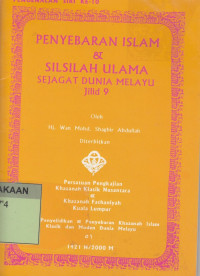 PENYEBARAN ISLAM
&
SILSILAH ULAMA
SEJAGAT DUNIA MELAYU
Jilid 9
Oleh
Hj. Wan Mohd. Shaghir Abdullah
Diterbitkan
Persatuan Pengkajian
Khazanah Klasik Nusantara
&
Khazanah Fathaniyah
Kuala Lumpur
Penyelidikan & Penyebaran Khazanah Islam
Klasik dan Moden Dunia Melayu
1421 H/2000 M
AKAAN